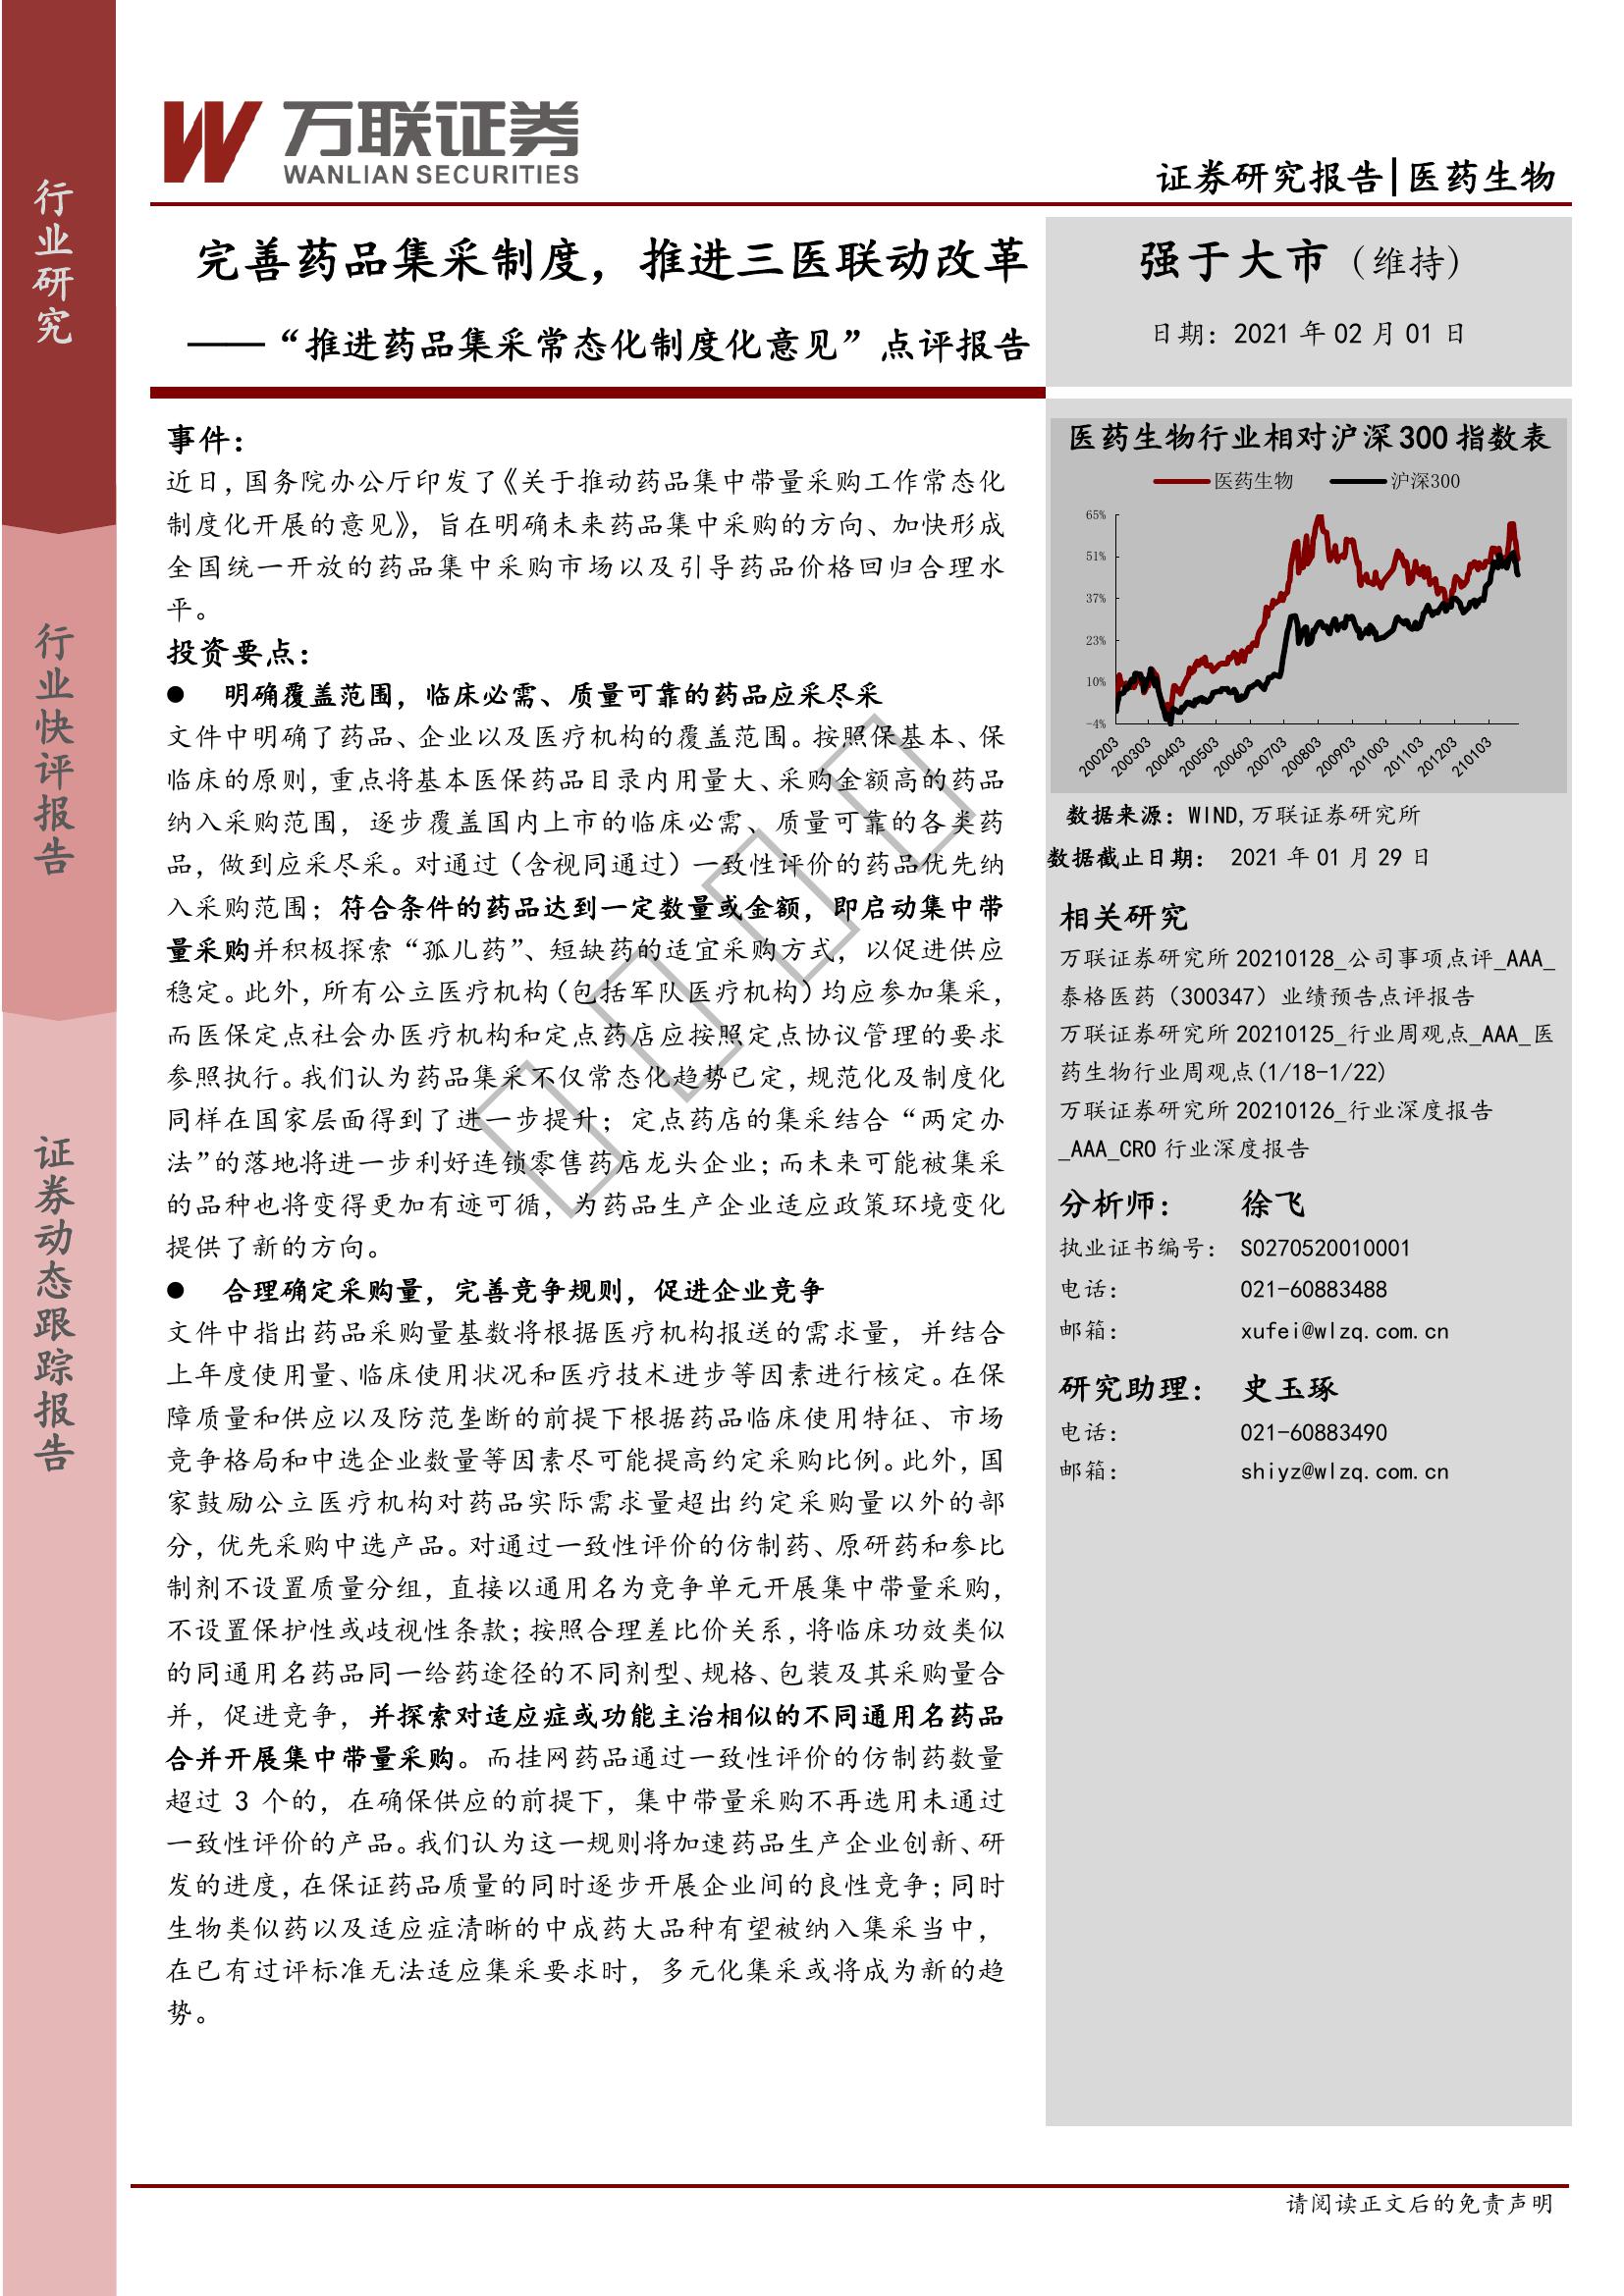 行业研究
行业快评报告
证券动态跟踪报告
万联证券
WANLIAN SECURITIES
证券研究报告|医药生物
完善药品集采制度，推进三医联动改革
——“推进药品集采常态化制度化意见”点评报告
强于大市（维持）
日期：2021 年 02 月 01 日
事件：
近日，国务院办公厅印发了《关于推动药品集中带量采购工作常态化
制度化开展的意见》，旨在明确未来药品集中采购的方向、加快形成
全国统一开放的药品集中采购市场以及引导药品价格回归合理水
平。
投资要点：
● 明确覆盖范围，临床必需、质量可靠的药品应采尽采
文件中明确了药品、企业以及医疗机构的覆盖范围。按照保基本、保
临床的原则，重点将基本医保药品目录内用量大、采购金额高的药品
纳入采购范围，逐步覆盖国内上市的临床必需、质量可靠的各类药
品，做到应采尽采。对通过（含视同通过）一致性评价的药品优先纳
入采购范围；符合条件的药品达到一定数量或金额，即启动集中带
量采购并积极探索“孤儿药”、短缺药的适宜采购方式，以促进供应
稳定。此外，所有公立医疗机构（包括军队医疗机构）均应参加集采，
而医保定点社会办医疗机构和定点药店应按照定点协议管理的要求
参照执行。我们认为药品集采不仅常态化趋势已定，规范化及制度化
同样在国家层面得到了进一步提升；定点药店的集采结合“两定办
法”的落地将进一步利好连锁零售药店龙头企业；而未来可能被集采
的品种也将变得更加有迹可循，为药品生产企业适应政策环境变化
提供了新的方向。
● 合理确定采购量，完善竞争规则，促进企业竞争
文件中指出药品采购量基数将根据医疗机构报送的需求量，并结合
上年度使用量、临床使用状况和医疗技术进步等因素进行核定。在保
障质量和供应以及防范垄断的前提下根据药品临床使用特征、市场
竞争格局和中选企业数量等因素尽可能提高约定采购比例。此外，国
家鼓励公立医疗机构对药品实际需求量超出约定采购量以外的部
分，优先采购中选产品。对通过一致性评价的仿制药、原研药和参比
制剂不设置质量分组，直接以通用名为竞争单元开展集中带量采购，
不设置保护性或歧视性条款；按照合理差比价关系，将临床功效类似
的同通用名药品同一给药途径的不同剂型、规格、包装及其采购量合
并，促进竞争，并探索对适应症或功能主治相似的不同通用名药品
合并开展集中带量采购。而挂网药品通过一致性评价的仿制药数量
超过 3 个的，在确保供应的前提下，集中带量采购不再选用未通过
一致性评价的产品。我们认为这一规则将加速药品生产企业创新、研
发的进度，在保证药品质量的同时逐步开展企业间的良性竞争；同时
生物类似药以及适应症清晰的中成药大品种有望被纳入集采当中，
在已有过评标准无法适应集采要求时，多元化集采或将成为新的趋
势。
医药生物行业相对沪深 300 指数表
医药生物 沪深300
65%
51%
37%
23%
10%
-4%
200203 200303 200403 200503 200603 200703 200803 200903 201003 201103 201203 210103
数据来源：WIND,万联证券研究所
数据截止日期： 2021 年 01 月 29 日
相关研究
万联证券研究所 20210128_公司事项点评_AAA_
泰格医药（300347）业绩预告点评报告
万联证券研究所 20210125_行业周观点_AAA_医
药生物行业周观点(1/18-1/22)
万联证券研究所 20210126_行业深度报告
_AAA_CRO 行业深度报告
分析师： 徐飞
执业证书编号： S0270520010001
电话： 021-60883488
邮箱： xufei@wlzq.com.cn
研究助理： 史玉琢
电话： 021-60883490
邮箱： shiyz@wlzq.com.cn
请阅读正文后的免责声明